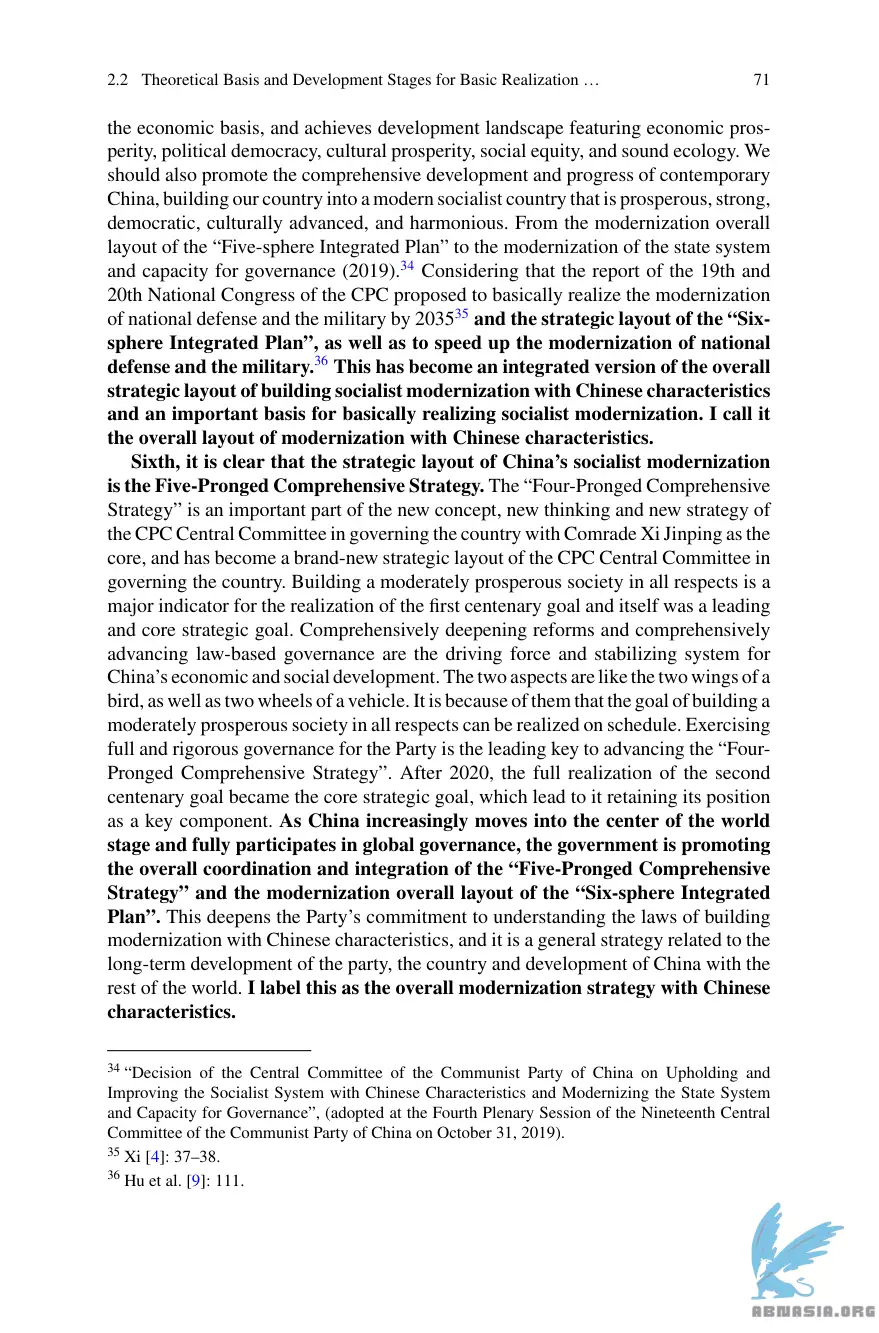 2.2 Theoretical Basis and Development Stages for Basic Realization … 71
the economic basis, and achieves development landscape featuring economic pros-
perity, political democracy, cultural prosperity, social equity, and sound ecology. We
should also promote the comprehensive development and progress of contemporary
China, building our country into a modern socialist country that is prosperous, strong,
democratic, culturally advanced, and harmonious. From the modernization overall
layout of the “Five-sphere Integrated Plan” to the modernization of the state system
and capacity for governance (2019).34 Considering that the report of the 19th and
20th National Congress of the CPC proposed to basically realize the modernization
of national defense and the military by 203535 and the strategic layout of the “Six-
sphere Integrated Plan”, as well as to speed up the modernization of national
defense and the military.36 This has become an integrated version of the overall
strategic layout of building socialist modernization with Chinese characteristics
and an important basis for basically realizing socialist modernization. I call it
the overall layout of modernization with Chinese characteristics.
Sixth, it is clear that the strategic layout of China’s socialist modernization
is the Five-Pronged Comprehensive Strategy. The “Four-Pronged Comprehensive
Strategy” is an important part of the new concept, new thinking and new strategy of
the CPC Central Committee in governing the country with Comrade Xi Jinping as the
core, and has become a brand-new strategic layout of the CPC Central Committee in
governing the country. Building a moderately prosperous society in all respects is a
major indicator for the realization of the first centenary goal and itself was a leading
and core strategic goal. Comprehensively deepening reforms and comprehensively
advancing law-based governance are the driving force and stabilizing system for
China’s economic and social development. The two aspects are like the two wings of a
bird, as well as two wheels of a vehicle. It is because of them that the goal of building a
moderately prosperous society in all respects can be realized on schedule. Exercising
full and rigorous governance for the Party is the leading key to advancing the “Four-
Pronged Comprehensive Strategy”. After 2020, the full realization of the second
centenary goal became the core strategic goal, which lead to it retaining its position
as a key component. As China increasingly moves into the center of the world
stage and fully participates in global governance, the government is promoting
the overall coordination and integration of the “Five-Pronged Comprehensive
Strategy” and the modernization overall layout of the “Six-sphere Integrated
Plan”. This deepens the Party’s commitment to understanding the laws of building
modernization with Chinese characteristics, and it is a general strategy related to the
long-term development of the party, the country and development of China with the
rest of the world. I label this as the overall modernization strategy with Chinese
characteristics.
34 “Decision of the Central Committee of the Communist Party of China on Upholding and
Improving the Socialist System with Chinese Characteristics and Modernizing the State System
and Capacity for Governance”, (adopted at the Fourth Plenary Session of the Nineteenth Central
Committee of the Communist Party of China on October 31, 2019).
35 Xi [4]: 37–38.
36 Hu et al. [9]: 111.
ABNASIA.ORG